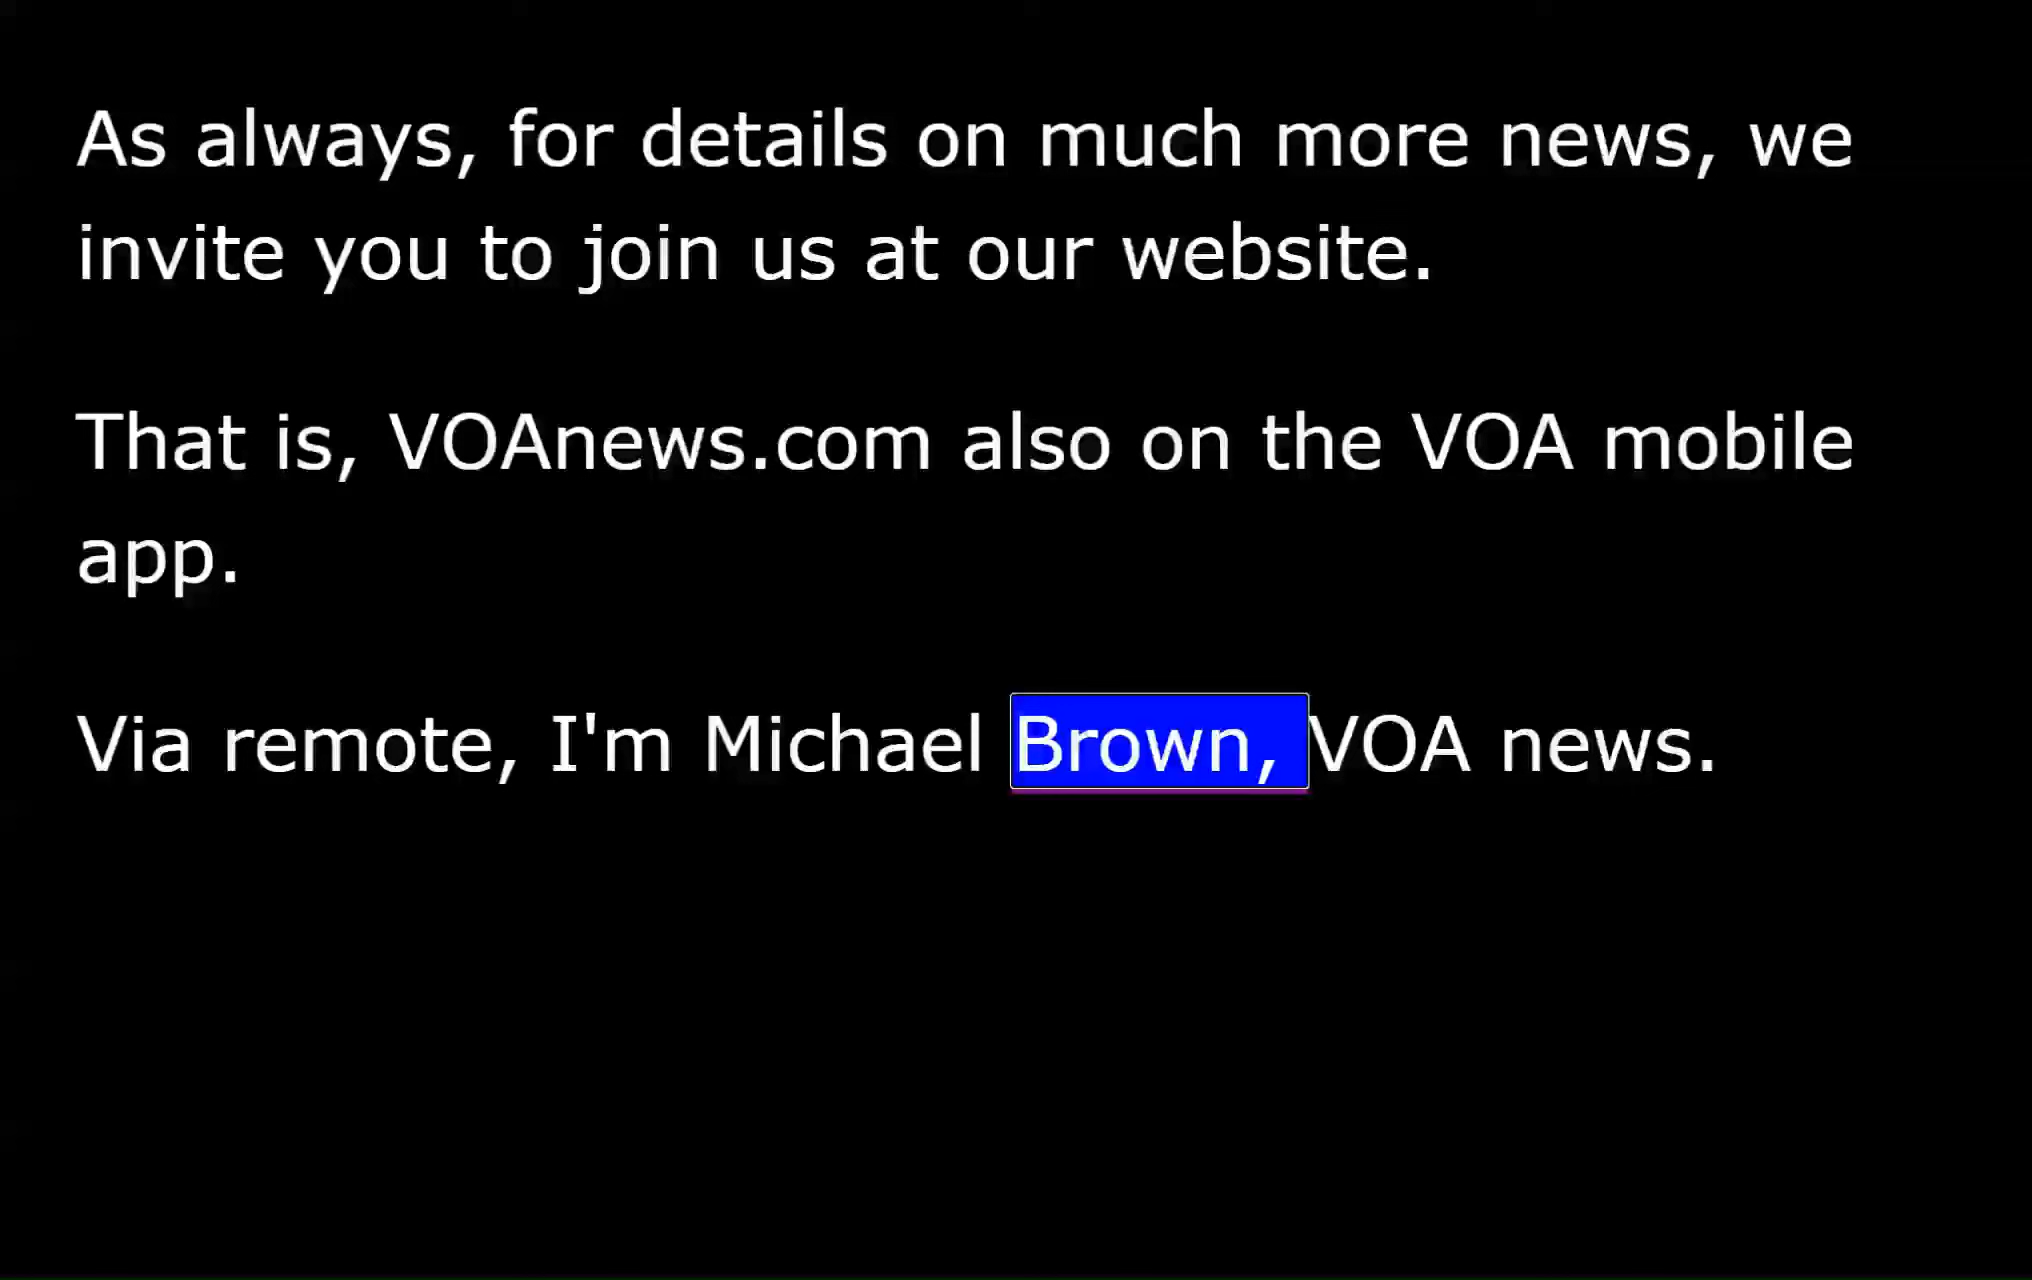 As always, for details on much more news, we
invite you to join us at our website.
That is, VOAnews.com also on the VOA mobile
app.
Via remote, I'm Michael Brown, VOA news.